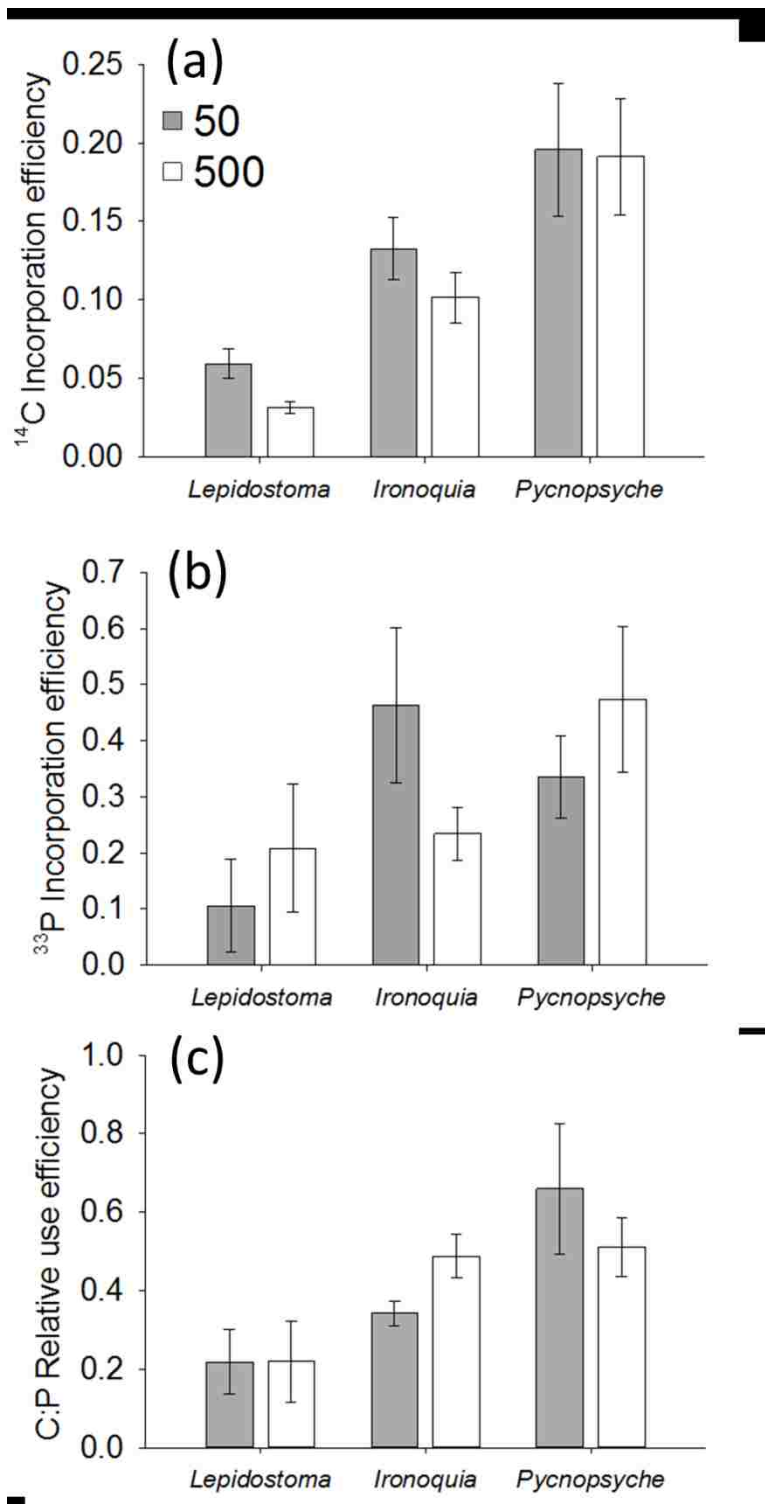 (a)
50
500
¹⁴C Incorporation efficiency
0.25
0.20
0.15
0.10
0.05
0.00
Lepidostoma Ironoquia Pycnopsyche
(b)
³³P Incorporation efficiency
0.7
0.6
0.5
0.4
0.3
0.2
0.1
0.0
Lepidostoma Ironoquia Pycnopsyche
(c)
C:P Relative use efficiency
1.0
0.8
0.6
0.4
0.2
0.0
Lepidostoma Ironoquia Pycnopsyche